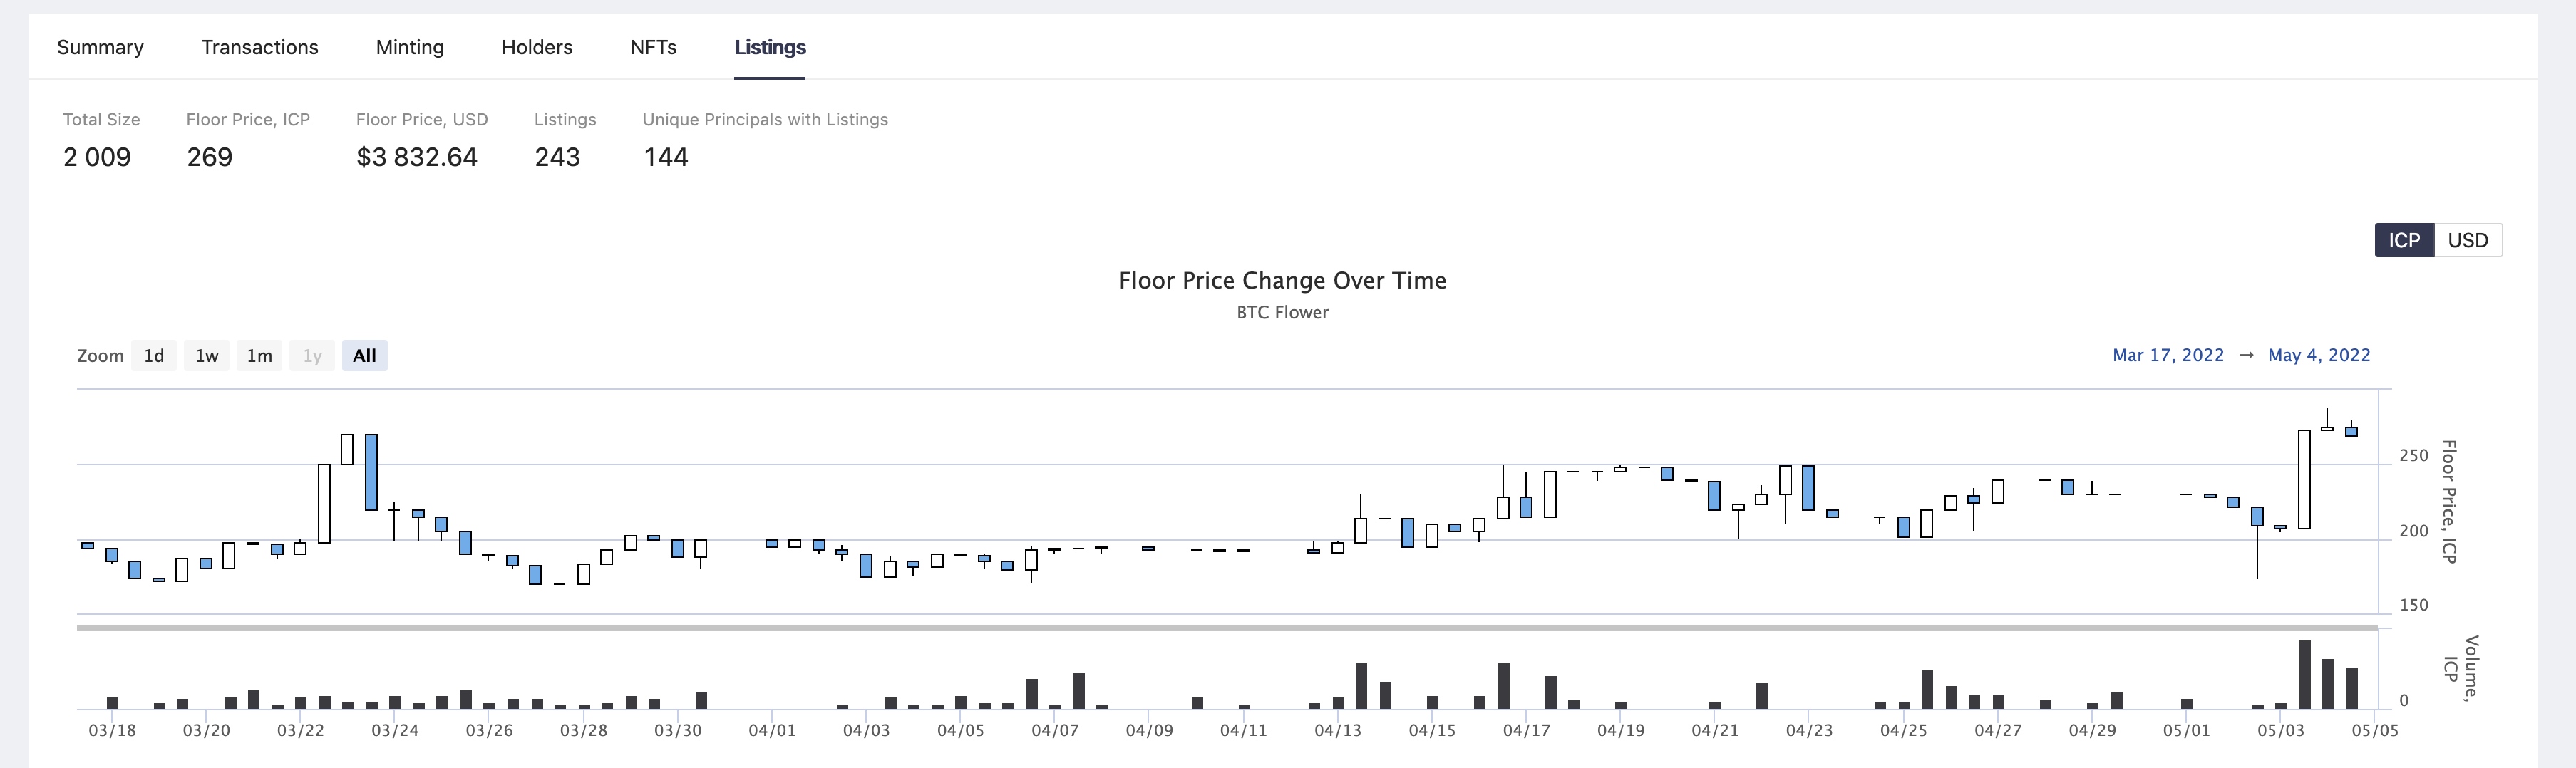 Summary Transactions Minting Holders NFTs Listings
Total Size Floor Price, ICP Floor Price, USD Listings Unique Principals with Listings
2 009 269 $3 832.64 243 144
ICP USD
Floor Price Change Over Time
BTC Flower
Zoom 1d 1w 1m 1y All Mar 17, 2022 → May 4, 2022
250
200
150
Floor Price, ICP
0
Volume,
ICP
03/18 03/20 03/22 03/24 03/26 03/28 03/30 04/01 04/03 04/05 04/07 04/09 04/11 04/13 04/15 04/17 04/19 04/21 04/23 04/25 04/27 04/29 05/01 05/03 05/05